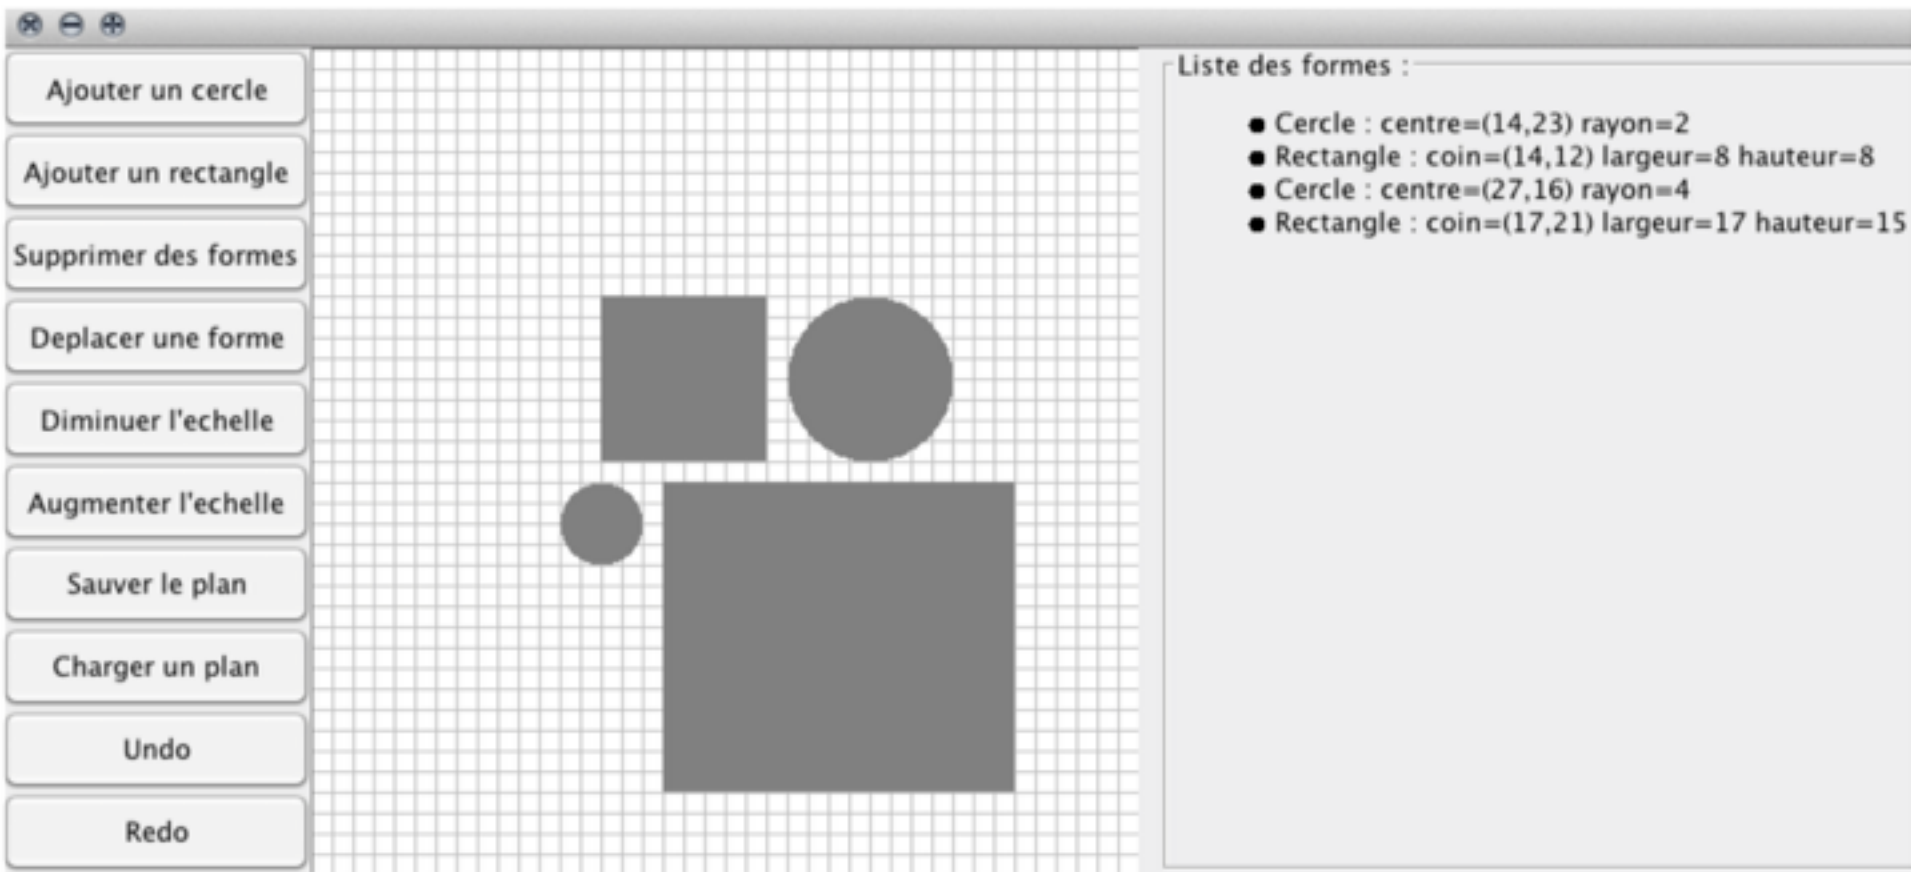 Ajouter un cercle
Ajouter un rectangle
Supprimer des formes
Deplacer une forme
Diminuer l'echelle
Augmenter l'echelle
Sauver le plan
Charger un plan
Undo
Redo
Liste des formes :
Cercle : centre=(14,23) rayon=2
Rectangle : coin=(14,12) largeur=8 hauteur=8
Cercle : centre=(27,16) rayon=4
Rectangle : coin=(17,21) largeur=17 hauteur=15